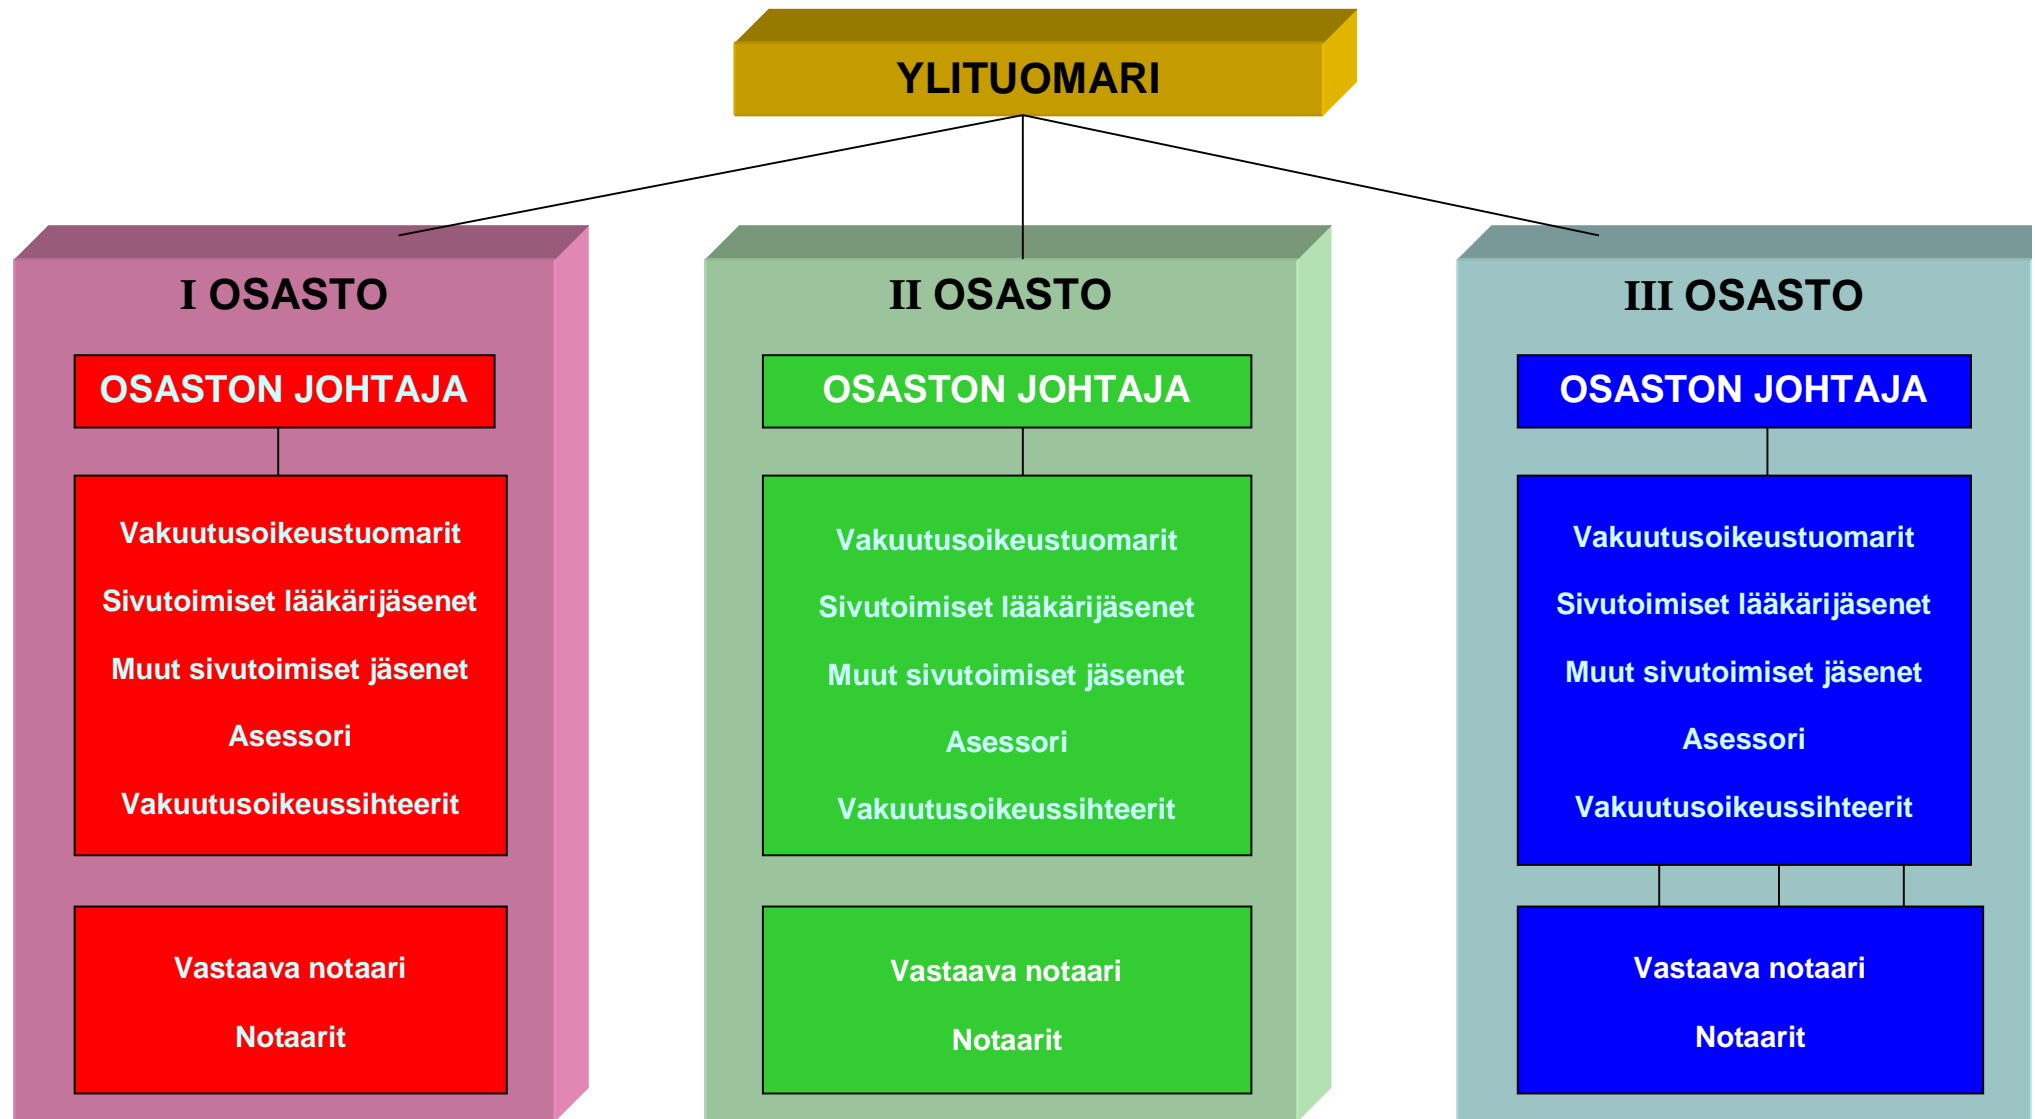 YLITUOMARI
I OSASTO
OSASTON JOHTAJA
Vakuutusoikeustuomarit
Sivutoimiset lääkärijäsenet
Muut sivutoimiset jäsenet
Asessori
Vakuutusoikeussihteerit
Vastaava notaari
Notaarit
II OSASTO
OSASTON JOHTAJA
Vakuutusoikeustuomarit
Sivutoimiset lääkärijäsenet
Muut sivutoimiset jäsenet
Asessori
Vakuutusoikeussihteerit
Vastaava notaari
Notaarit
III OSASTO
OSASTON JOHTAJA
Vakuutusoikeustuomarit
Sivutoimiset lääkärijäsenet
Muut sivutoimiset jäsenet
Asessori
Vakuutusoikeussihteerit
Vastaava notaari
Notaarit